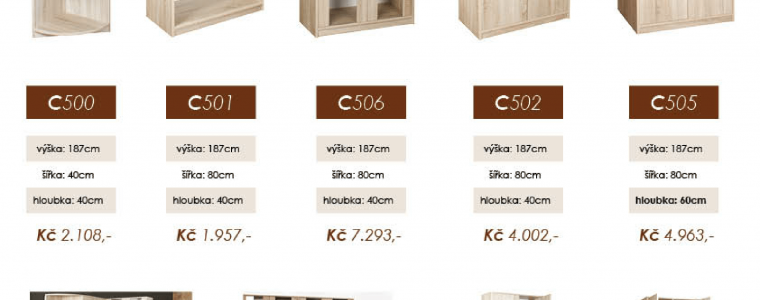 C500 C501 C506 C502 C505
výška: 187cm výška: 187cm výška: 187cm výška: 187cm výška: 187cm
šířka: 40cm šířka: 80cm šířka: 80cm šířka: 80cm šířka: 80cm
hloubka: 40cm hloubka: 40cm hloubka: 40cm hloubka: 40cm hloubka: 60cm
Kč 2.108,- Kč 1.957,- Kč 7.293,- Kč 4.002,- Kč 4.963,-